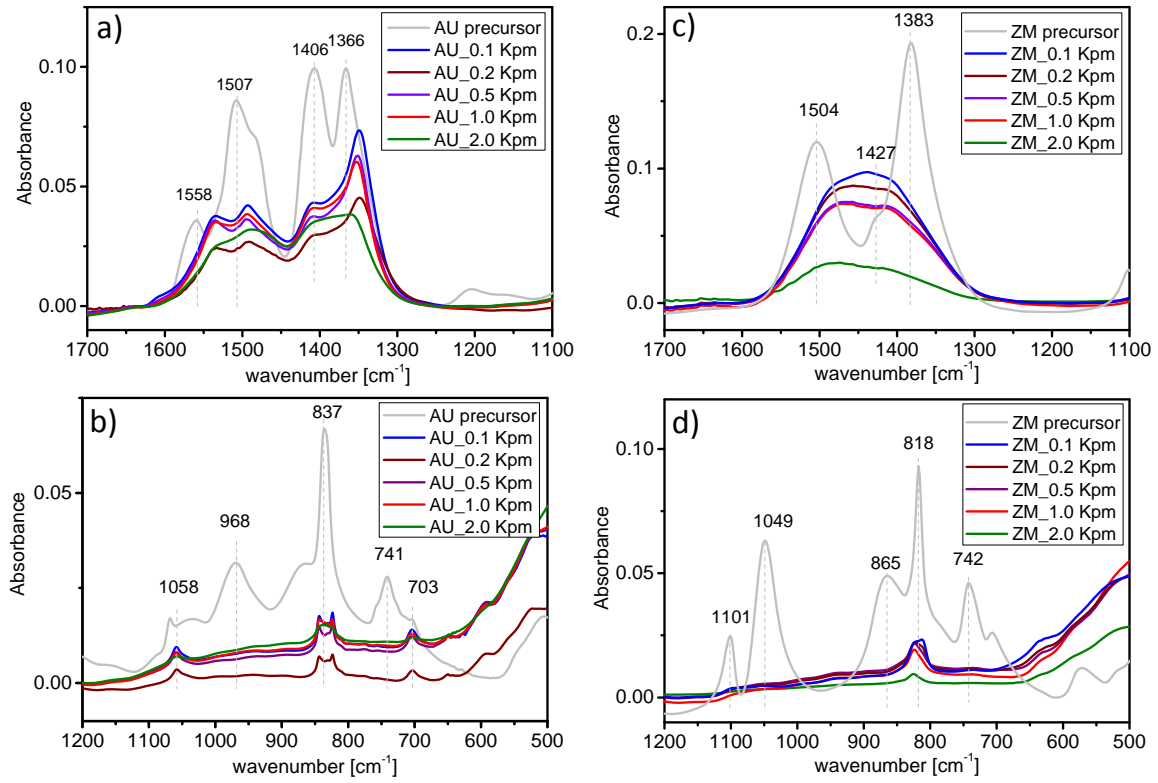 a)
1406 1366
1507
1558
AU precursor
AU_0.1 Kpm
AU_0.2 Kpm
AU_0.5 Kpm
AU_1.0 Kpm
AU_2.0 Kpm
0.10
0.05
0.00
Absorbance
1700 1600 1500 1400 1300 1200 1100
wavenumber [cm⁻¹]
c)
1383
1504
1427
ZM precursor
ZM_0.1 Kpm
ZM_0.2 Kpm
ZM_0.5 Kpm
ZM_1.0 Kpm
ZM_2.0 Kpm
0.2
0.1
0.0
Absorbance
1700 1600 1500 1400 1300 1200 1100
wavenumber [cm⁻¹]
b)
837
968
741
1058
703
AU precursor
AU_0.1 Kpm
AU_0.2 Kpm
AU_0.5 Kpm
AU_1.0 Kpm
AU_2.0 Kpm
0.05
0.00
Absorbance
1200 1100 1000 900 800 700 600 500
wavenumber [cm⁻¹]
d)
818
1049
865
742
1101
ZM precursor
ZM_0.1 Kpm
ZM_0.2 Kpm
ZM_0.5 Kpm
ZM_1.0 Kpm
ZM_2.0 Kpm
0.10
0.05
0.00
Absorbance
1200 1100 1000 900 800 700 600 500
wavenumber [cm⁻¹]